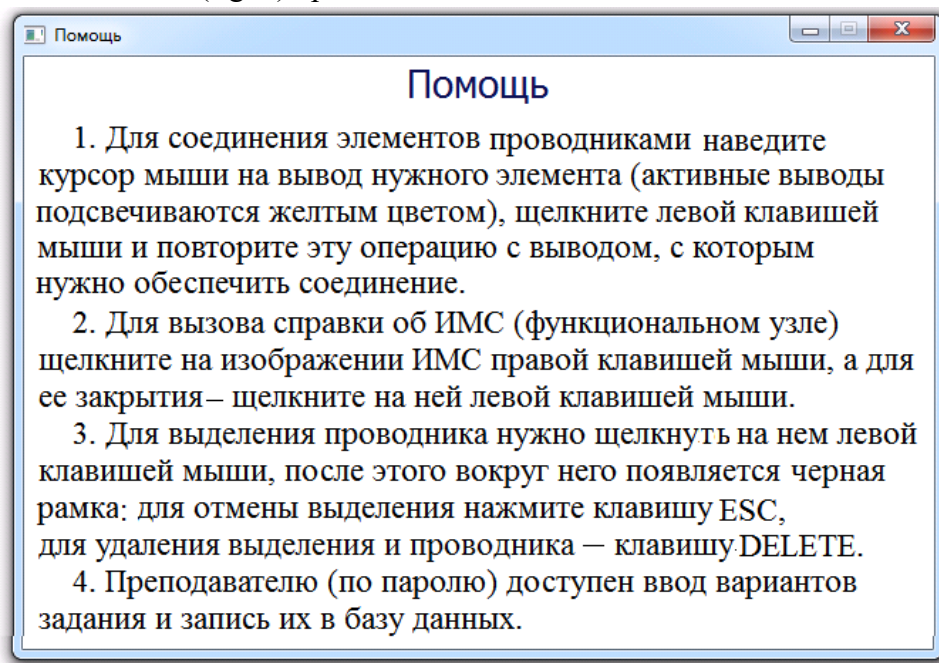 Помощь
Помощь
1. Для соединения элементов проводниками наведите
курсор мыши на вывод нужного элемента (активные выводы
подсвечиваются желтым цветом), щелкните левой клавишей
мыши и повторите эту операцию с выводом, с которым
нужно обеспечить соединение.
2. Для вызова справки об ИМС (функциональном узле)
щелкните на изображении ИМС правой клавишей мыши, а для
ее закрытия – щелкните на ней левой клавишей мыши.
3. Для выделения проводника нужно щелкнуть на нем левой
клавишей мыши, после этого вокруг него появляется черная
рамка: для отмены выделения нажмите клавишу ESC,
для удаления выделения и проводника – клавишу DELETE.
4. Преподавателю (по паролю) доступен ввод вариантов
задания и запись их в базу данных.